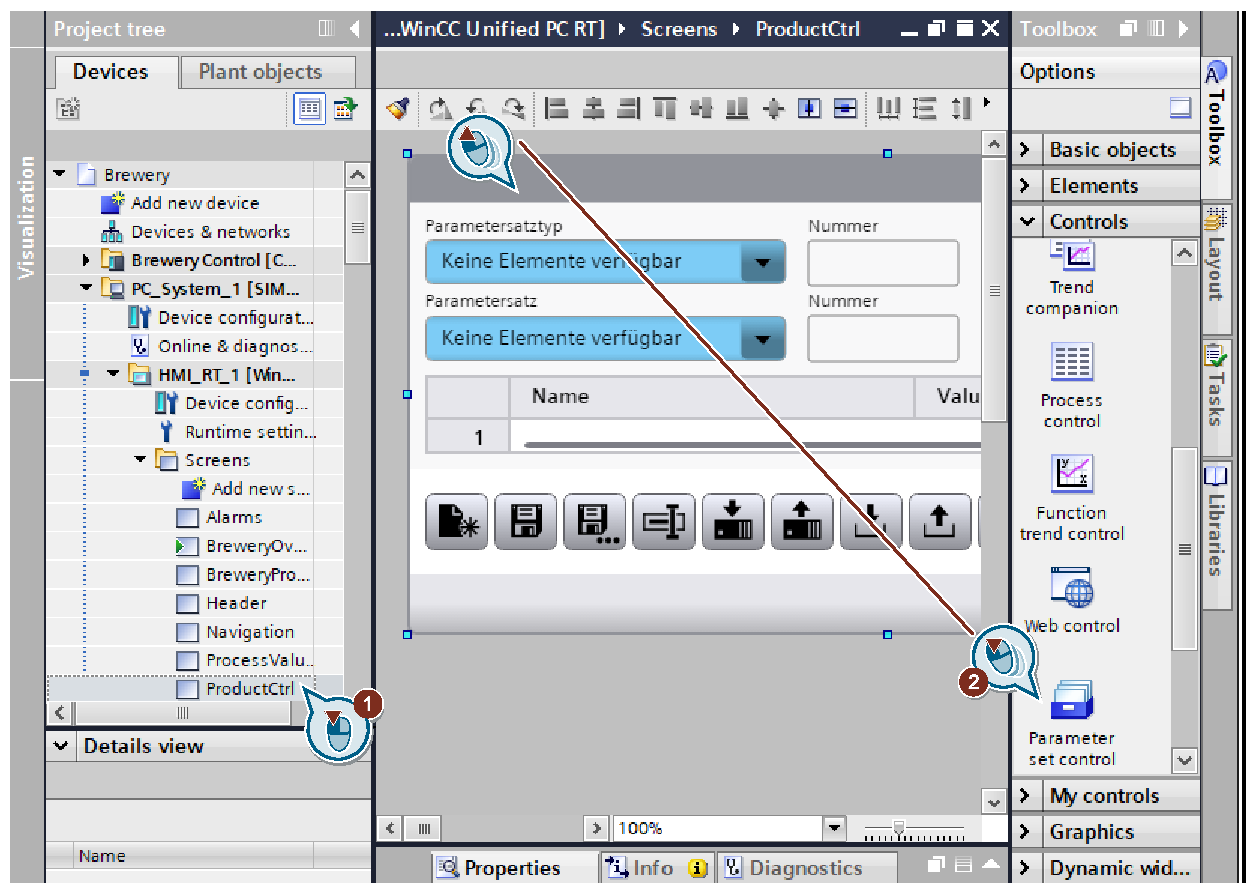 Visualization
Project tree
Devices
Plant objects
Brewery
Add new device
Devices & networks
Brewery Control [C...
PC_System_1 [SIM...
Device configurat...
Online & diagnos...
HMI_RT_1 [Win...
Device config...
Runtime settin...
Screens
Add new s...
Alarms
BreweryOv...
BreweryPro...
Header
Navigation
ProcessValu..
ProductCtrl
1
Details view
Name
...WinCC Unified PC RT] Screens ProductCtrl
Parametersatztyp
Nummer
Keine Elemente verfügbar
Parametersatz
Nummer
Keine Elemente verfügbar
Name
Valu
1
100%
Properties
Info
Diagnostics
Toolbox
Options
Basic objects
Elements
Controls
Trend
companion
Process
control
Function
trend control
Web control
2
Parameter
set control
My controls
Graphics
Dynamic wid...
Toolbox
Layout
Tasks
Libraries